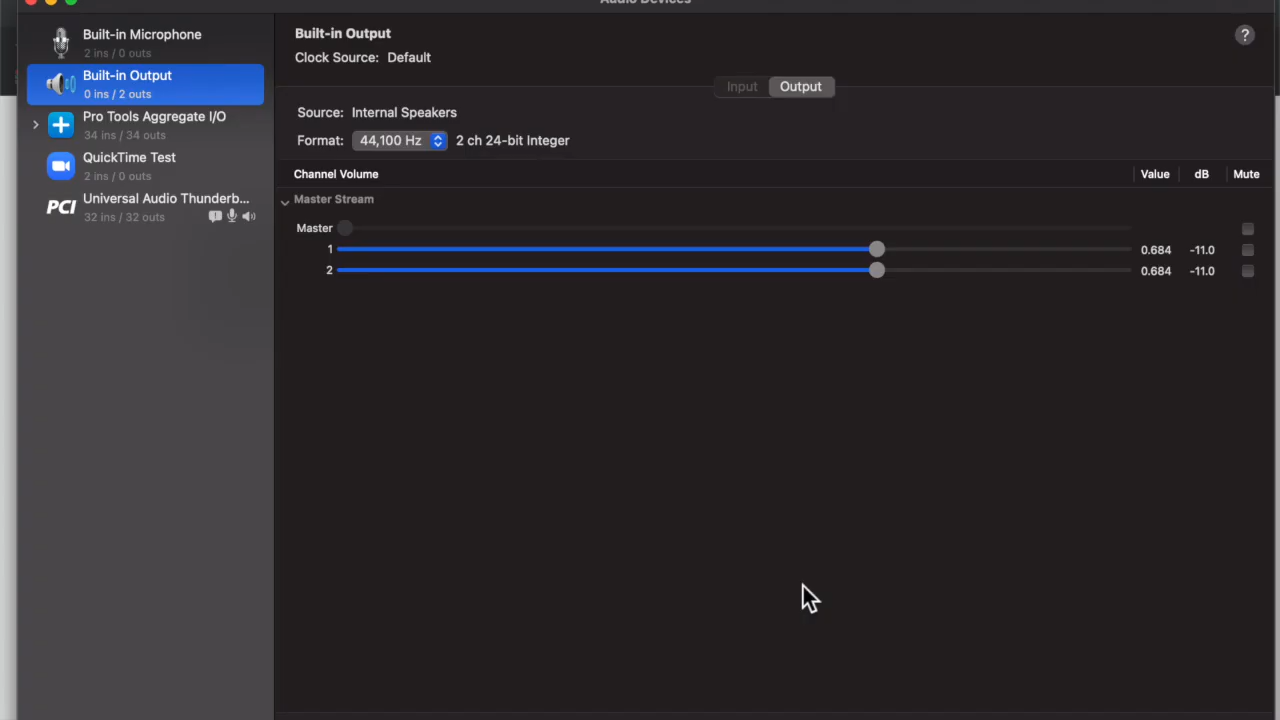 Audio Devices
Built-in Microphone
2 ins / 0 outs
Built-in Output
0 ins / 2 outs
Pro Tools Aggregate I/O
34 ins / 34 outs
QuickTime Test
2 ins / 0 outs
PCI
Universal Audio Thunderb...
32 ins / 32 outs
Built-in Output
?
Clock Source: Default
Input Output
Source: Internal Speakers
Format: 44,100 Hz 2 ch 24-bit Integer
Channel Volume Value dB Mute
Master Stream
Master
1 0.684 -11.0
2 0.684 -11.0